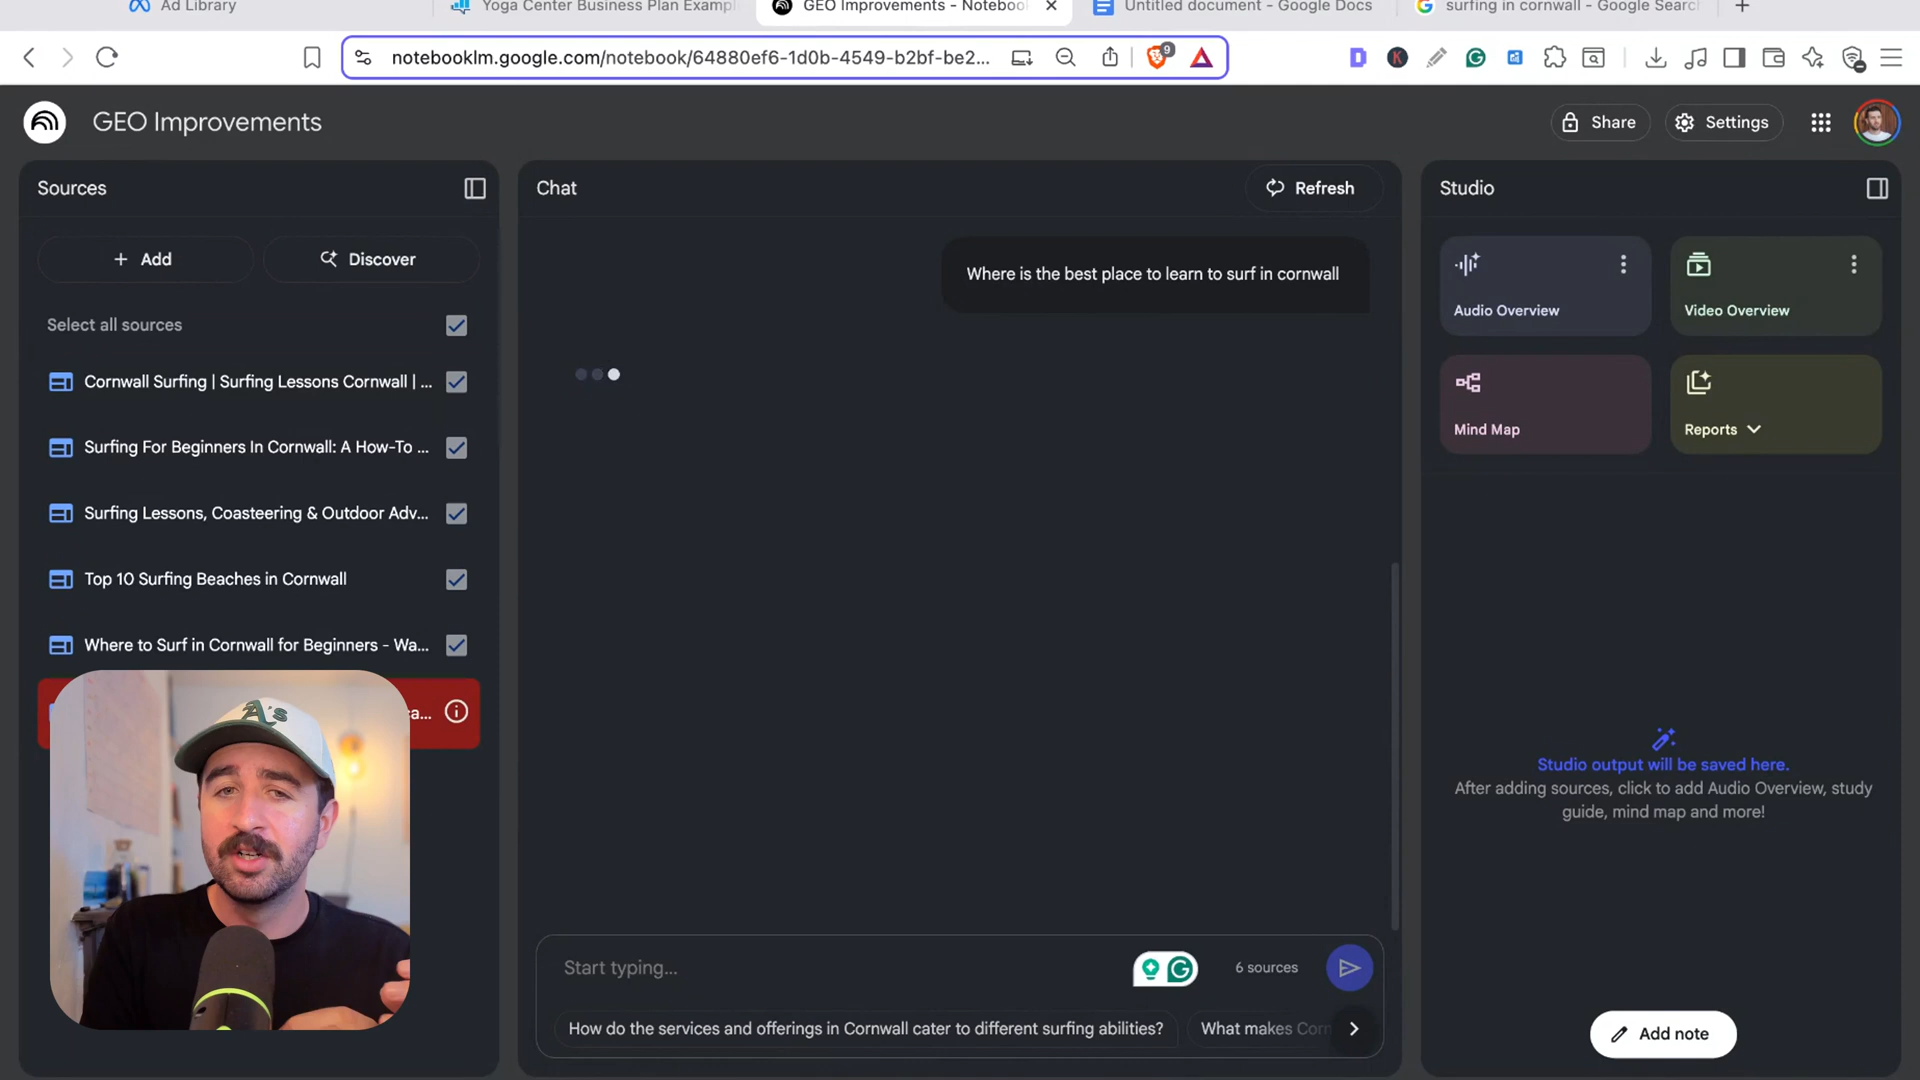 Ad Library
Yoga Center Business Plan Exampl
GEO Improvements - Notebook
Untitled document - Google Docs
surfing in cornwall - Google Search
notebooklm.google.com/notebook/64880ef6-1d0b-4549-b2bf-be2...
9
GEO Improvements
Share
Settings
Sources
Chat
Refresh
Studio
Add
Discover
Where is the best place to learn to surf in cornwall
Audio Overview
Video Overview
Select all sources
Cornwall Surfing | Surfing Lessons Cornwall | ...
Surfing For Beginners In Cornwall: A How-To ...
Mind Map
Reports
Surfing Lessons, Coasteering & Outdoor Adv...
Top 10 Surfing Beaches in Cornwall
Where to Surf in Cornwall for Beginners - Wa...
A's
Studio output will be saved here.
After adding sources, click to add Audio Overview, study
guide, mind map and more!
Start typing...
6 sources
How do the services and offerings in Cornwall cater to different surfing abilities?
What makes Corn
Add note